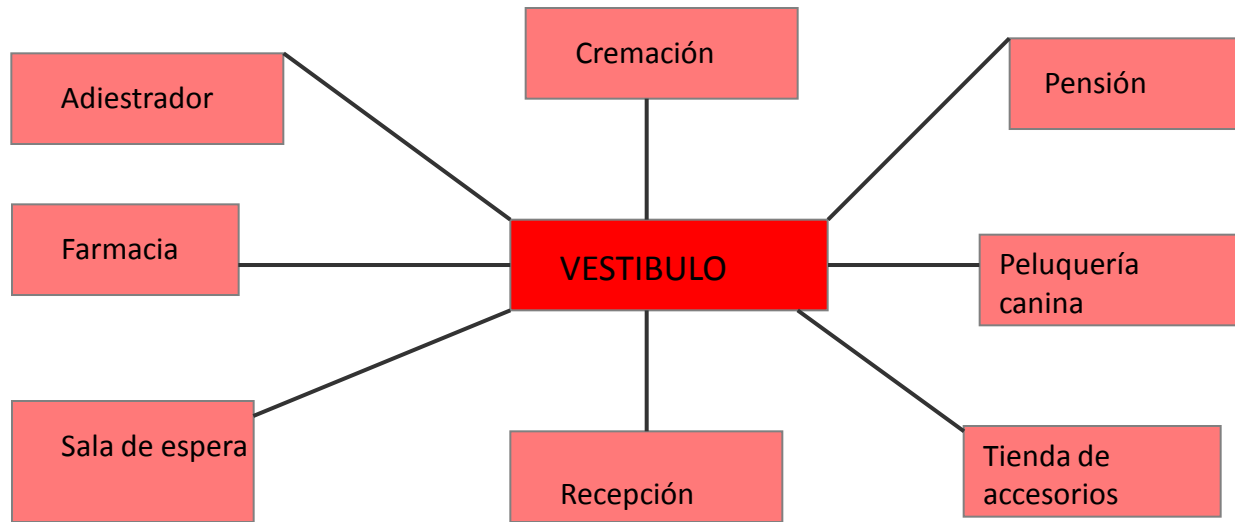 Cremación
Adiestrador
Pensión
Farmacia
VESTIBULO
Peluquería
canina
Sala de espera
Recepción
Tienda de
accesorios